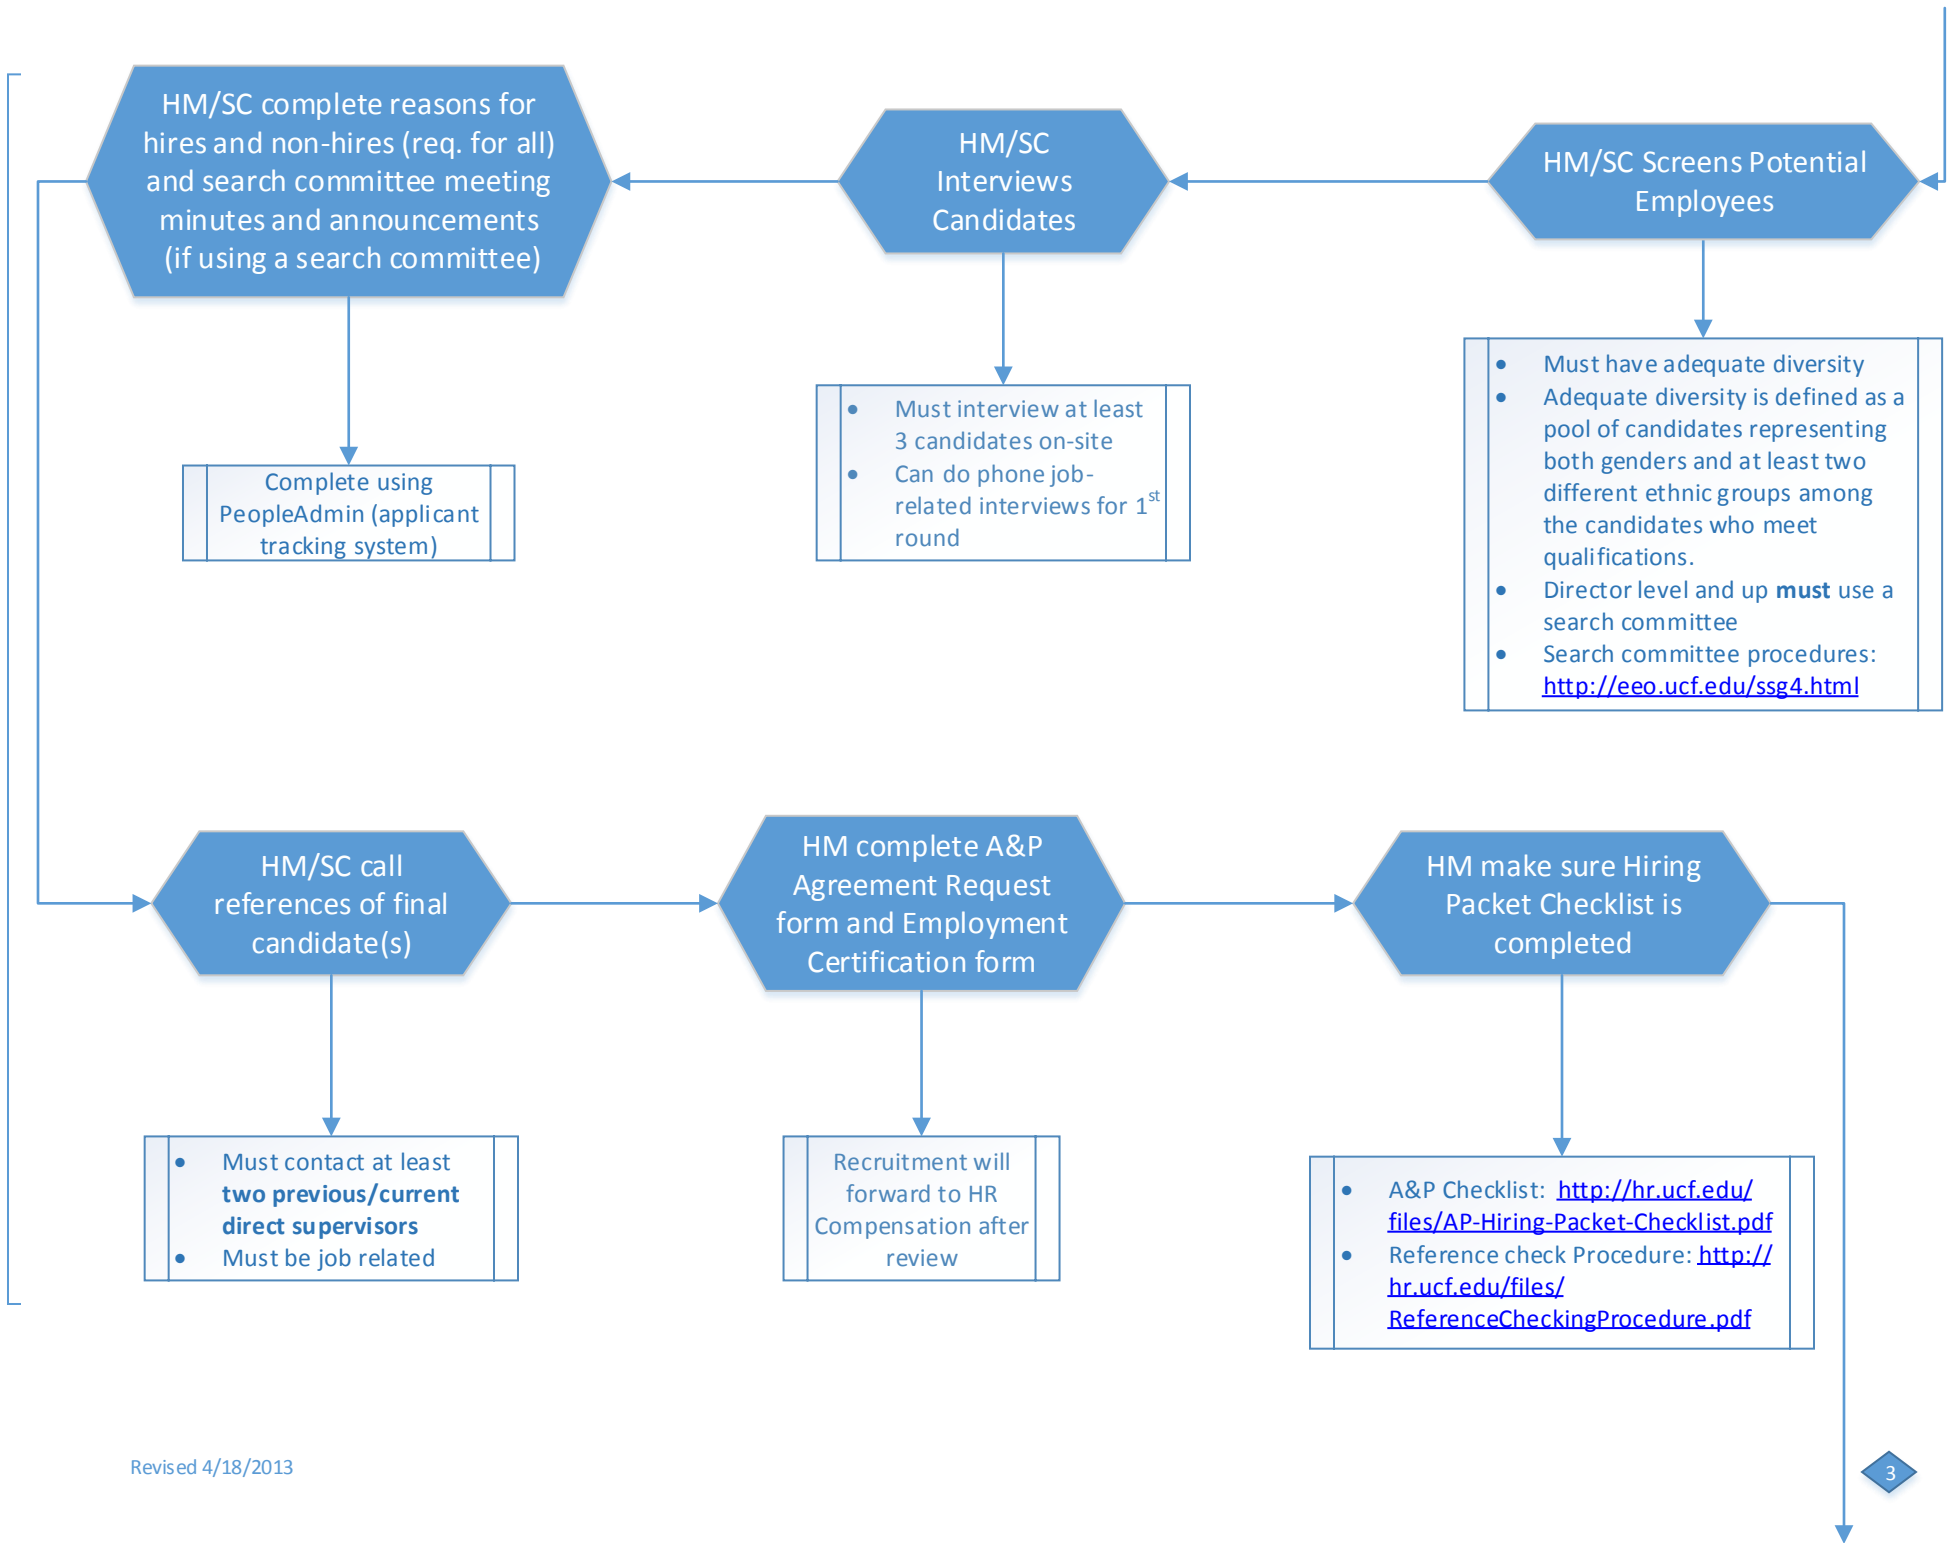 HM/SC complete reasons for
hires and non-hires (req. for all)
and search committee meeting
minutes and announcements
(if using a search committee)
HM/SC
Interviews
Candidates
HM/SC Screens Potential
Employees
Complete using
PeopleAdmin (applicant
tracking system)
• Must interview at least
3 candidates on-site
• Can do phone job-
related interviews for 1st
round
• Must have adequate diversity
• Adequate diversity is defined as a
pool of candidates representing
both genders and at least two
different ethnic groups among
the candidates who meet
qualifications.
• Director level and up must use a
search committee
• Search committee procedures:
http://eeo.ucf.edu/ssg4.html
HM/SC call
references of final
candidate(s)
HM complete A&P
Agreement Request
form and Employment
Certification form
HM make sure Hiring
Packet Checklist is
completed
• Must contact at least
two previous/current
direct supervisors
• Must be job related
Recruitment will
forward to HR
Compensation after
review
• A&P Checklist: http://hr.ucf.edu/
files/AP-Hiring-Packet-Checklist.pdf
• Reference check Procedure: http://
hr.ucf.edu/files/
ReferenceCheckingProcedure.pdf
Revised 4/18/2013
3